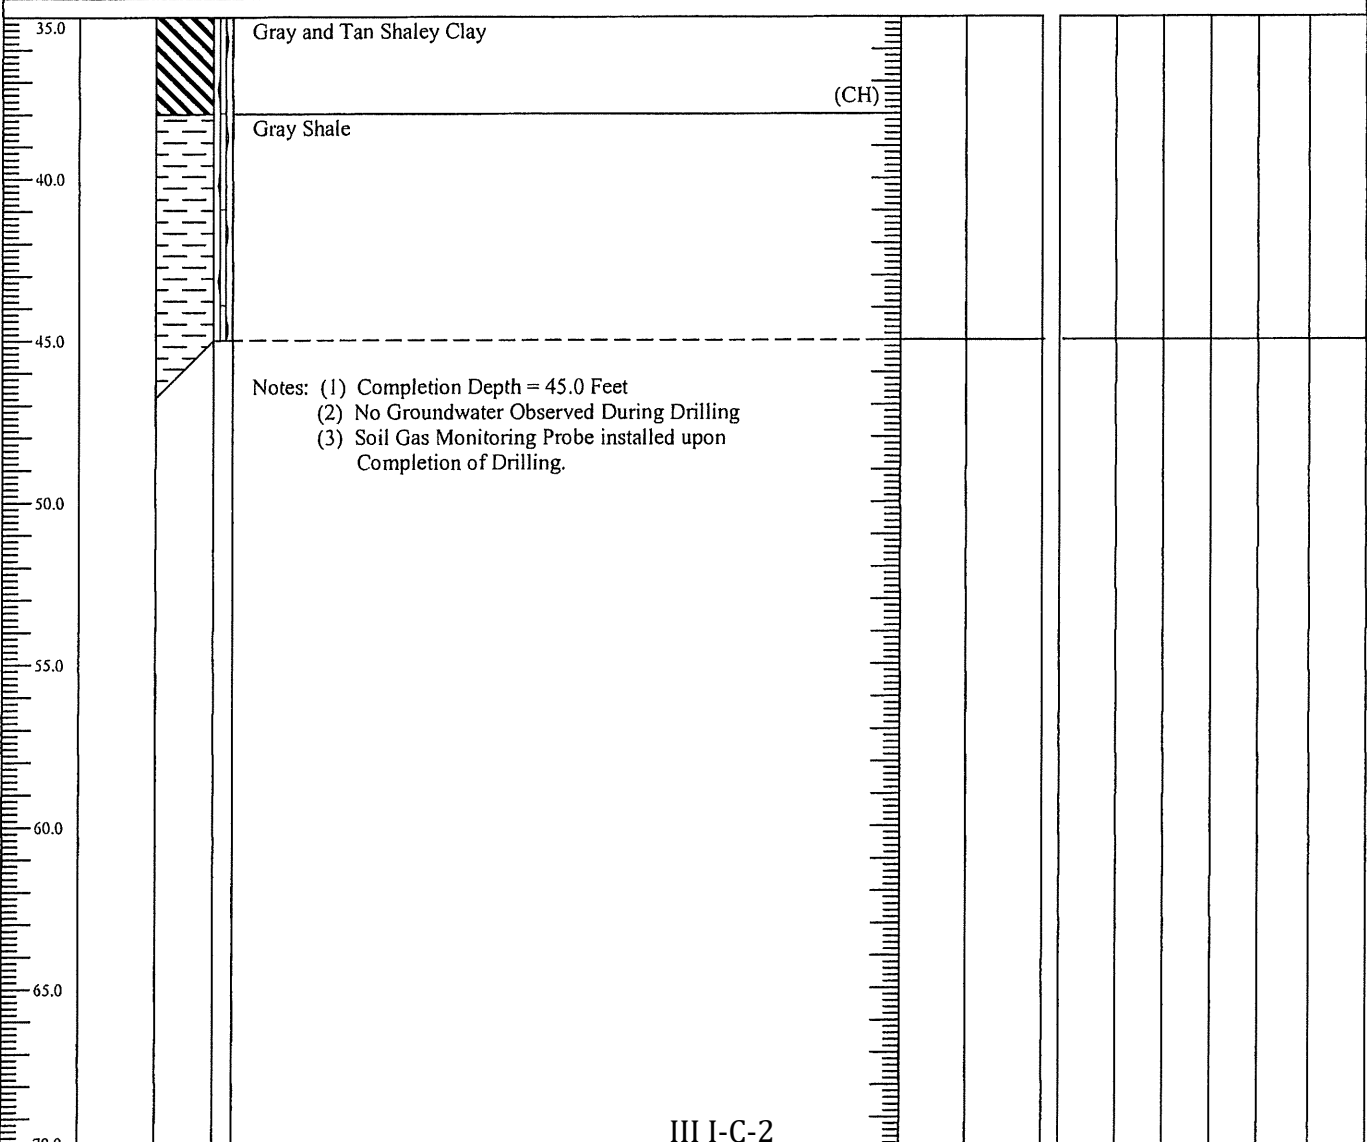 35.0
Gray and Tan Shaley Clay
(CH)
Gray Shale
40.0
45.0
Notes: (1) Completion Depth = 45.0 Feet
(2) No Groundwater Observed During Drilling
(3) Soil Gas Monitoring Probe installed upon
Completion of Drilling.
50.0
55.0
60.0
65.0
III I-C-2